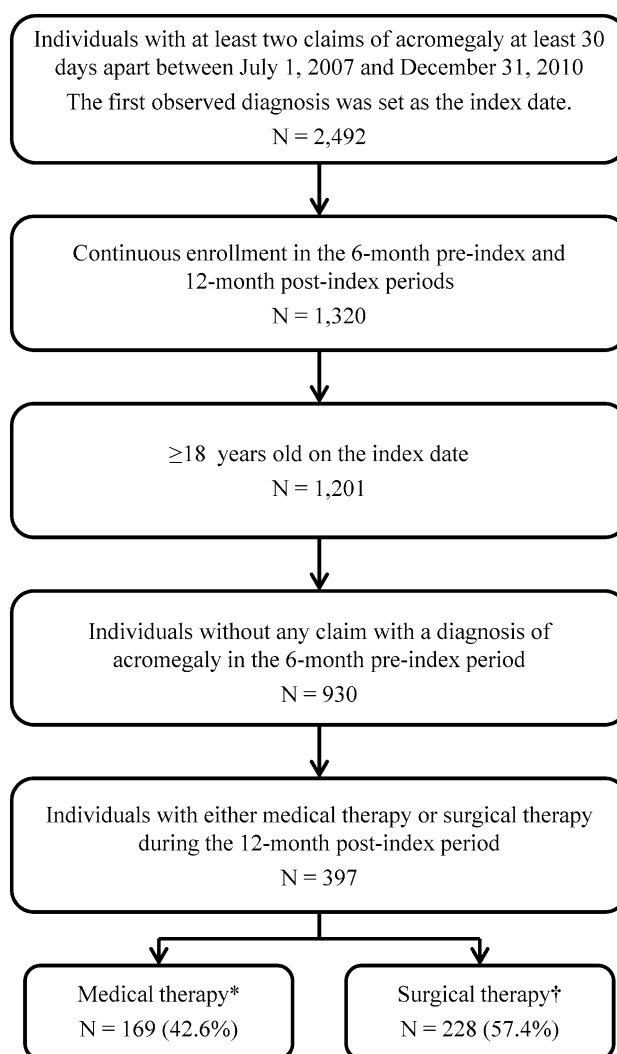 Individuals with at least two claims of acromegaly at least 30
days apart between July 1, 2007 and December 31, 2010
The first observed diagnosis was set as the index date.
N = 2,492
Continuous enrollment in the 6-month pre-index and
12-month post-index periods
N = 1,320
≥18 years old on the index date
N = 1,201
Individuals without any claim with a diagnosis of
acromegaly in the 6-month pre-index period
N = 930
Individuals with either medical therapy or surgical therapy
during the 12-month post-index period
N = 397
Medical therapy*
N = 169 (42.6%)
Surgical therapy†
N = 228 (57.4%)